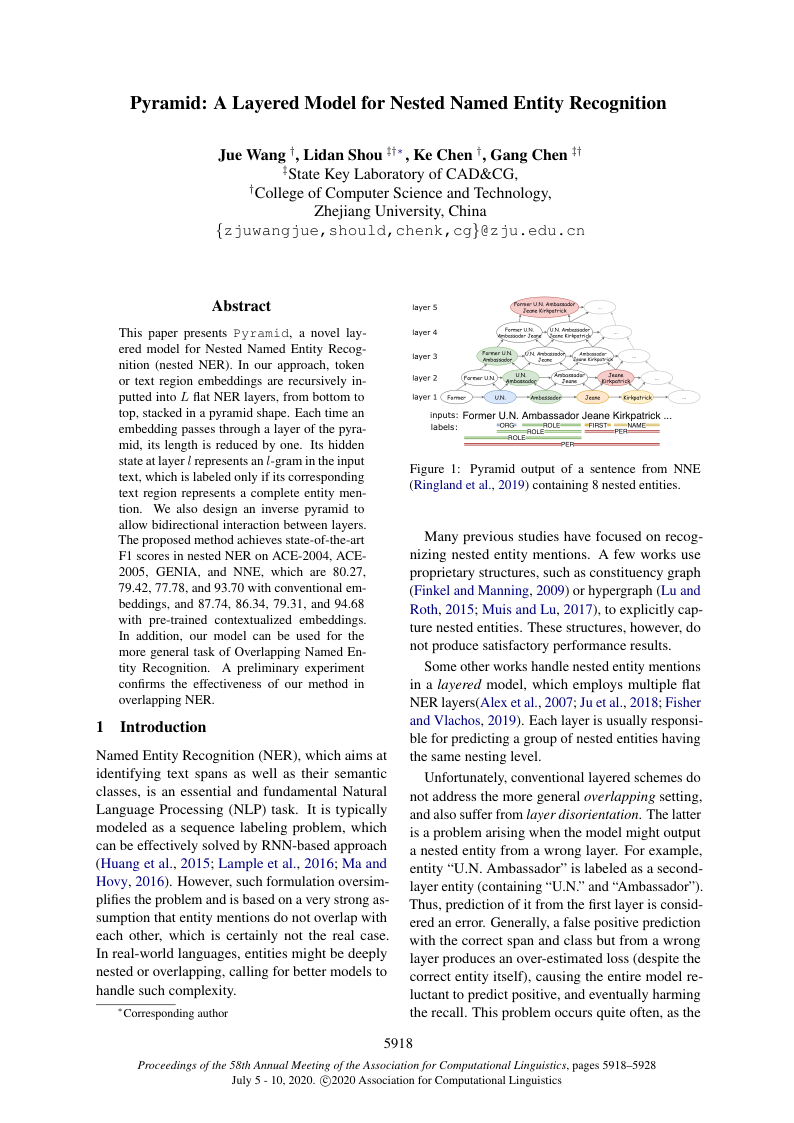 Pyramid: A Layered Model for Nested Named Entity Recognition
Jue Wang †, Lidan Shou ‡†∗, Ke Chen †, Gang Chen ‡†
‡State Key Laboratory of CAD&CG,
†College of Computer Science and Technology,
Zhejiang University, China
{zjuwangjue,should,chenk,cg}@zju.edu.cn
Abstract
This paper presents Pyramid, a novel lay-
ered model for Nested Named Entity Recog-
nition (nested NER). In our approach, token
or text region embeddings are recursively in-
putted into L flat NER layers, from bottom to
top, stacked in a pyramid shape. Each time an
embedding passes through a layer of the pyra-
mid, its length is reduced by one. Its hidden
state at layer l represents an l-gram in the input
text, which is labeled only if its corresponding
text region represents a complete entity men-
tion. We also design an inverse pyramid to
allow bidirectional interaction between layers.
The proposed method achieves state-of-the-art
F1 scores in nested NER on ACE-2004, ACE-
2005, GENIA, and NNE, which are 80.27,
79.42, 77.78, and 93.70 with conventional em-
beddings, and 87.74, 86.34, 79.31, and 94.68
with pre-trained contextualized embeddings.
In addition, our model can be used for the
more general task of Overlapping Named En-
tity Recognition. A preliminary experiment
confirms the effectiveness of our method in
overlapping NER.
1 Introduction
Named Entity Recognition (NER), which aims at
identifying text spans as well as their semantic
classes, is an essential and fundamental Natural
Language Processing (NLP) task. It is typically
modeled as a sequence labeling problem, which
can be effectively solved by RNN-based approach
(Huang et al., 2015; Lample et al., 2016; Ma and
Hovy, 2016). However, such formulation oversim-
plifies the problem and is based on a very strong as-
sumption that entity mentions do not overlap with
each other, which is certainly not the real case.
In real-world languages, entities might be deeply
nested or overlapping, calling for better models to
handle such complexity.
∗Corresponding author
layer 5
Former U.N. Ambassador
Jeane Kirkpatrick
...
layer 4
Former U.N.
Ambassador Jeane
U.N. Ambassador
Jeane Kirkpatrick
...
layer 3
Former U.N.
Ambassador
U.N. Ambassador
Jeane
Ambassador
Jeane Kirkpatrick
...
layer 2
Former U.N.
U.N.
Ambassador
Ambassador
Jeane
Jeane
Kirkpatrick
...
layer 1
Former
U.N.
Ambassador
Jeane
Kirkpatrick
...
inputs: Former U.N. Ambassador Jeane Kirkpatrick ...
labels:
ORG ROLE FIRST NAME
ROLE PER
ROLE
PER
Figure 1: Pyramid output of a sentence from NNE
(Ringland et al., 2019) containing 8 nested entities.
Many previous studies have focused on recog-
nizing nested entity mentions. A few works use
proprietary structures, such as constituency graph
(Finkel and Manning, 2009) or hypergraph (Lu and
Roth, 2015; Muis and Lu, 2017), to explicitly cap-
ture nested entities. These structures, however, do
not produce satisfactory performance results.
Some other works handle nested entity mentions
in a layered model, which employs multiple flat
NER layers(Alex et al., 2007; Ju et al., 2018; Fisher
and Vlachos, 2019). Each layer is usually responsi-
ble for predicting a group of nested entities having
the same nesting level.
Unfortunately, conventional layered schemes do
not address the more general overlapping setting,
and also suffer from layer disorientation. The latter
is a problem arising when the model might output
a nested entity from a wrong layer. For example,
entity “U.N. Ambassador” is labeled as a second-
layer entity (containing “U.N.” and “Ambassador”).
Thus, prediction of it from the first layer is consid-
ered an error. Generally, a false positive prediction
with the correct span and class but from a wrong
layer produces an over-estimated loss (despite the
correct entity itself), causing the entire model re-
luctant to predict positive, and eventually harming
the recall. This problem occurs quite often, as the
5918
Proceedings of the 58th Annual Meeting of the Association for Computational Linguistics, pages 5918–5928
July 5 - 10, 2020. ©2020 Association for Computational Linguistics